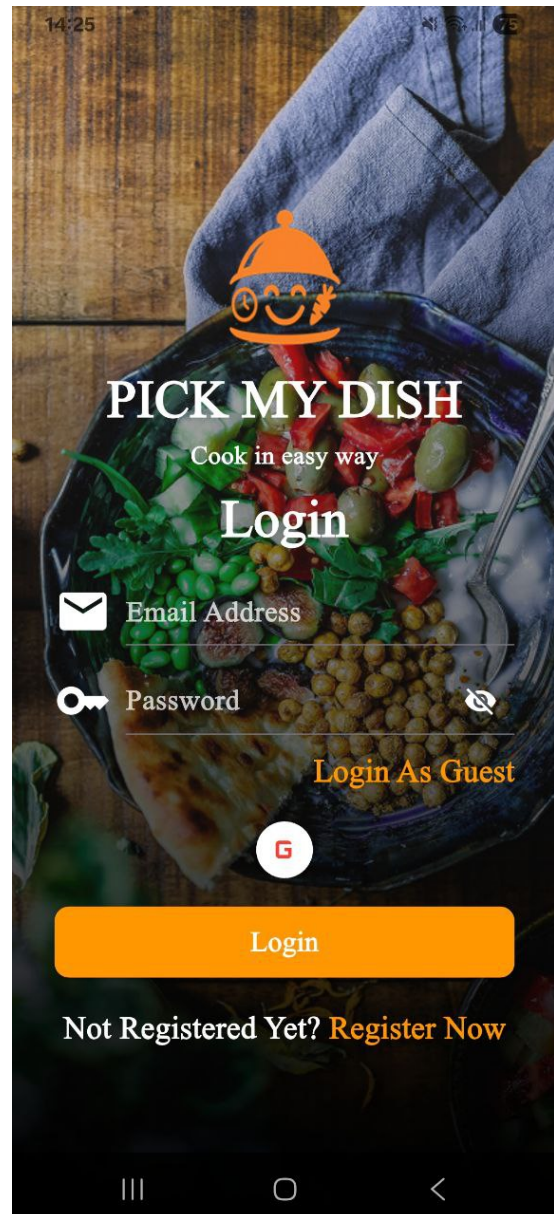 14:25
75
PICK MY DISH
Cook in easy way
Login
Email Address
Password
Login As Guest
G
Login
Not Registered Yet? Register Now